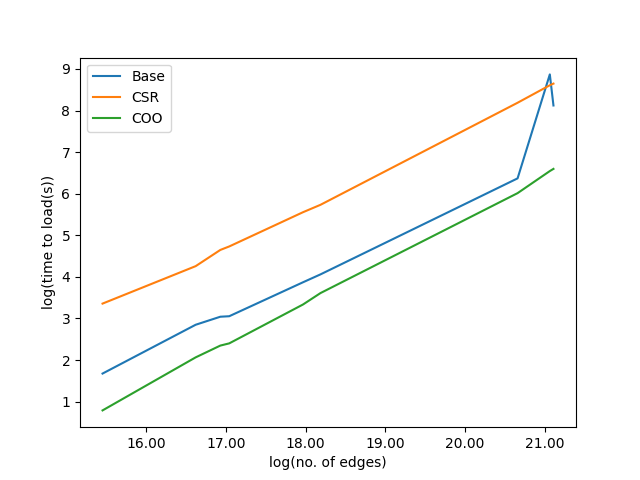 Base
CSR
COO
log(time to load(s))
9
8
7
6
5
4
3
2
1
16.00 17.00 18.00 19.00 20.00 21.00
log(no. of edges)